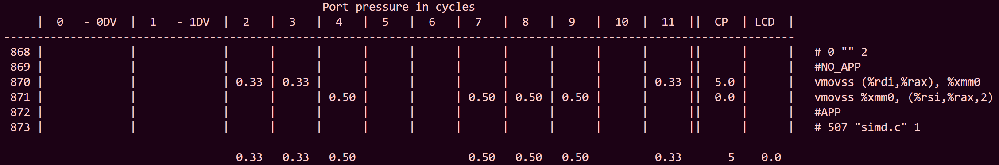 Port pressure in cycles
     |  0   - 0DV  |  1   - 1DV  |  2   |  3   |  4   |  5   |  6   |  7   |  8   |  9   |  10  |  11  ||  CP  | LCD  |
-----------------------------------------------------------------------------------------------------------------------
 868 |             |             |      |      |      |      |      |      |      |      |      |      ||      |      |   # 0 "" 2
 869 |             |             |      |      |      |      |      |      |      |      |      |      ||      |      |   #NO_APP
 870 |             |             | 0.33 | 0.33 |      |      |      |      |      |      |      | 0.33 ||  5.0 |      |   vmovss (%rdi,%rax), %xmm0
 871 |             |             |      |      | 0.50 |      |      | 0.50 | 0.50 | 0.50 |      |      ||  0.0 |      |   vmovss %xmm0, (%rsi,%rax,2)
 872 |             |             |      |      |      |      |      |      |      |      |      |      ||      |      |   #APP
 873 |             |             |      |      |      |      |      |      |      |      |      |      ||      |      |   # 507 "simd.c" 1
                                   0.33   0.33   0.50                 0.50   0.50   0.50          0.33       5    0.0